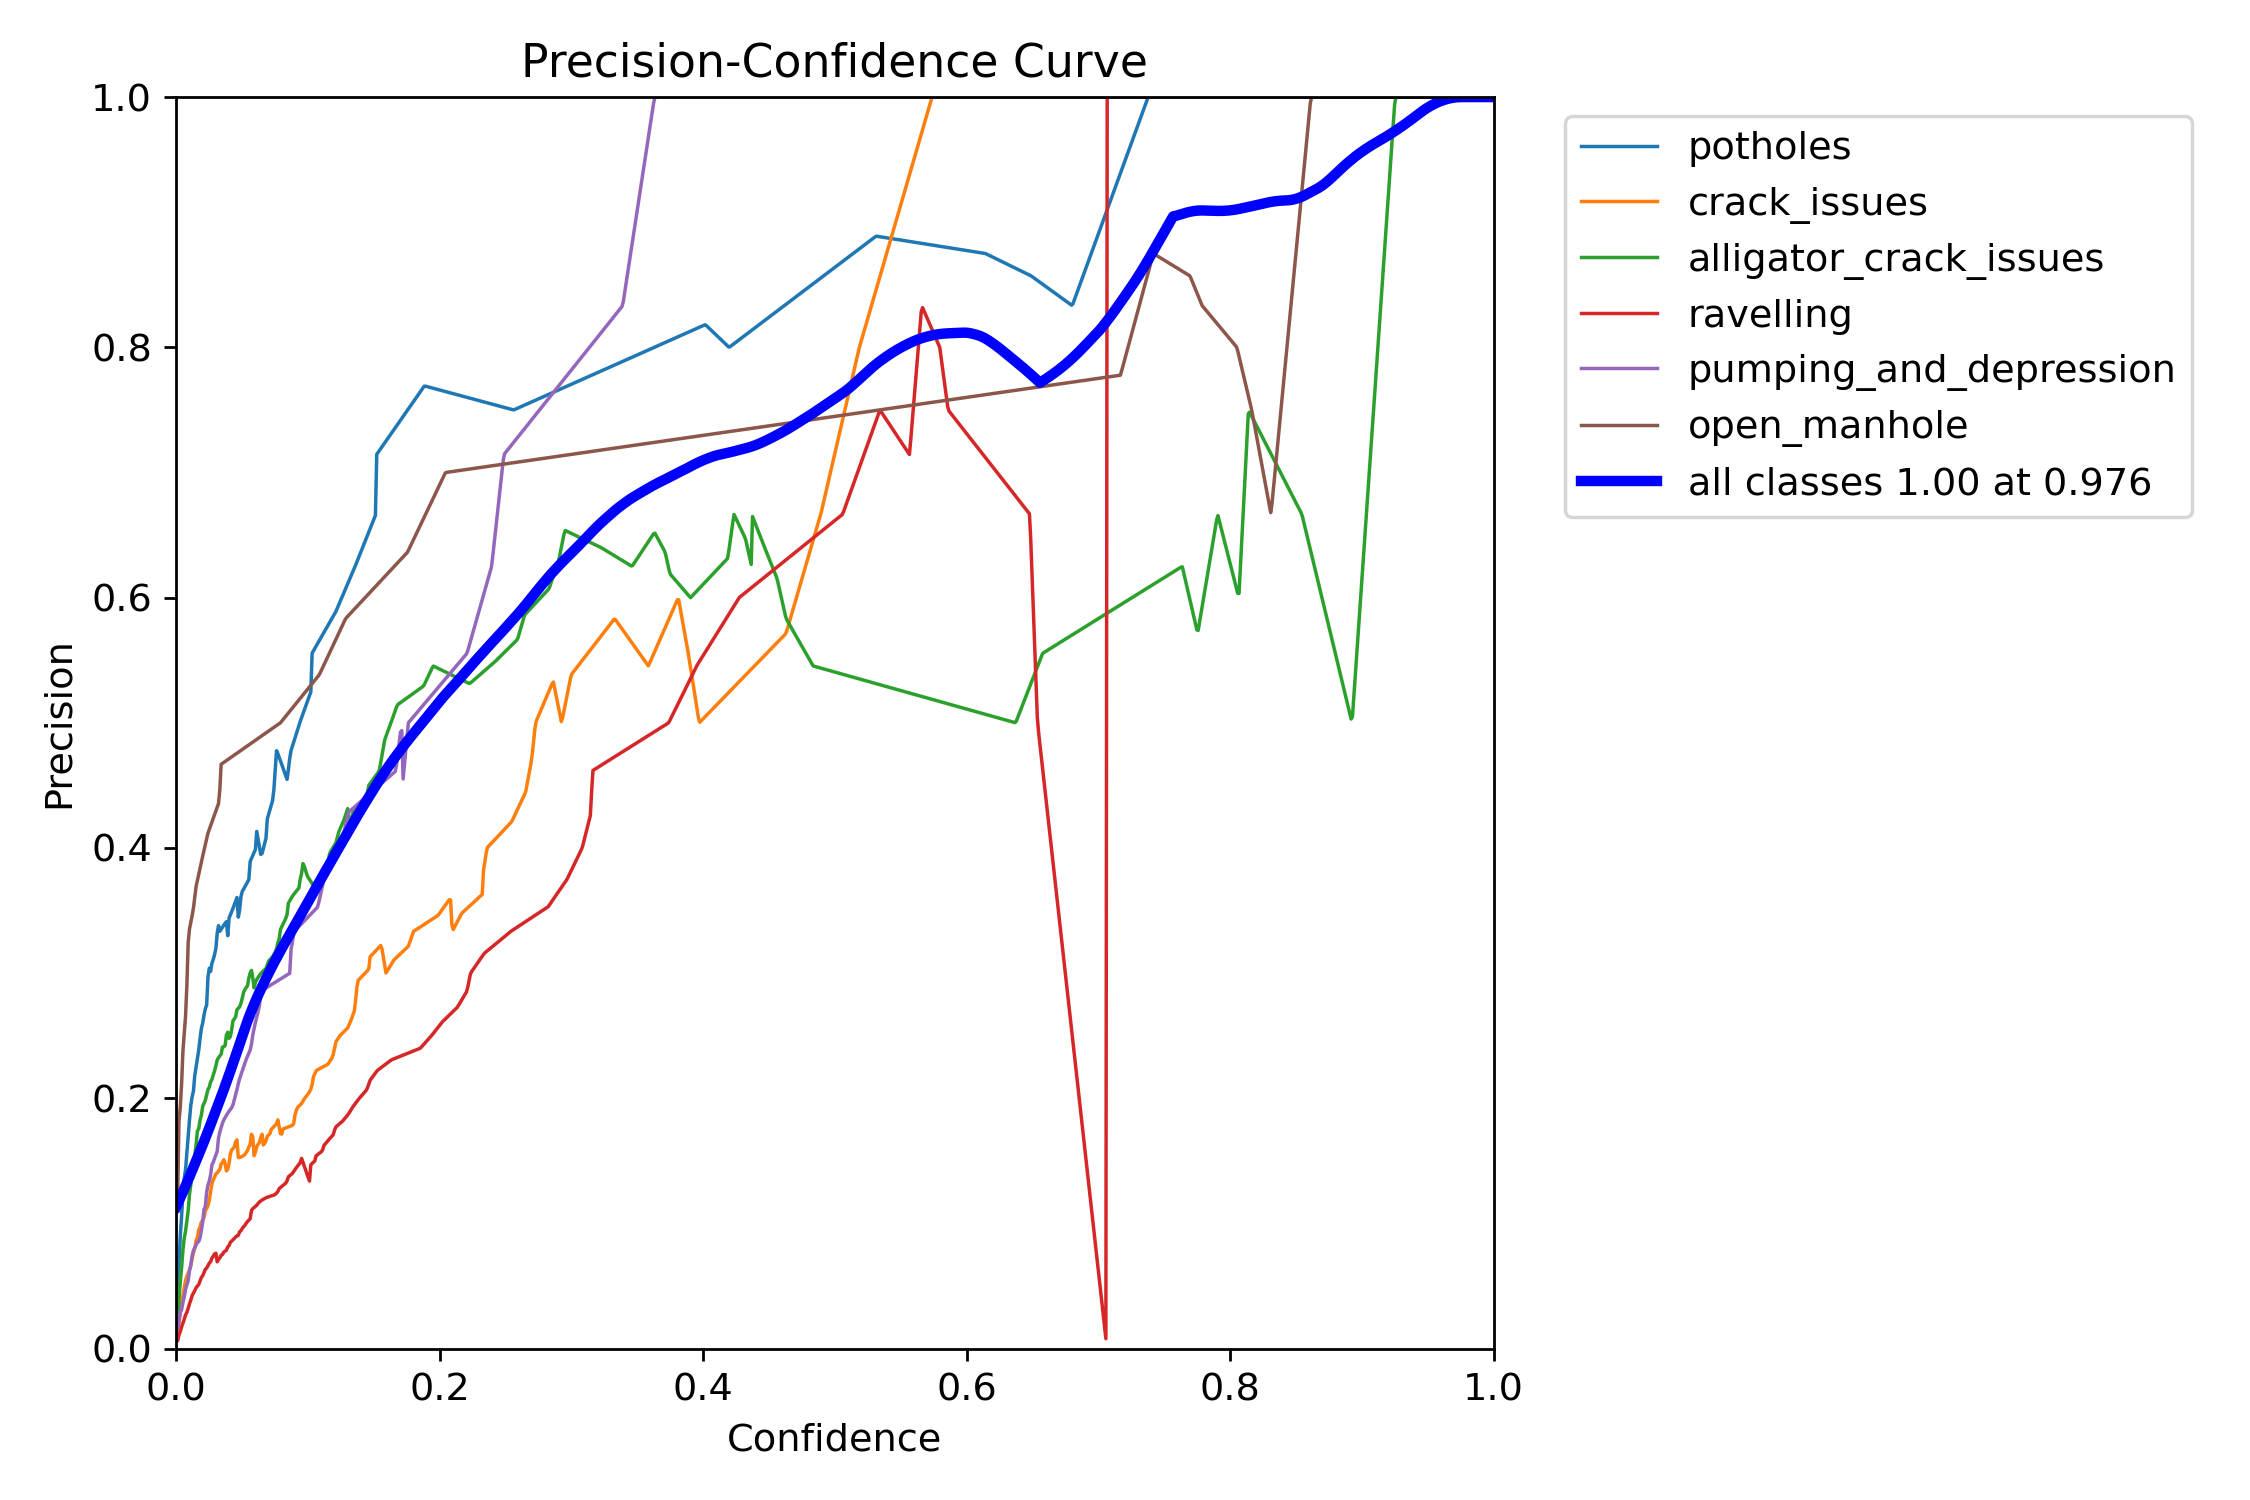 Precision-Confidence Curve
1.0
0.8
0.6
0.4
0.2
0.0
Precision
0.0 0.2 0.4 0.6 0.8 1.0
Confidence
potholes
crack_issues
alligator_crack_issues
ravelling
pumping_and_depression
open_manhole
all classes 1.00 at 0.976